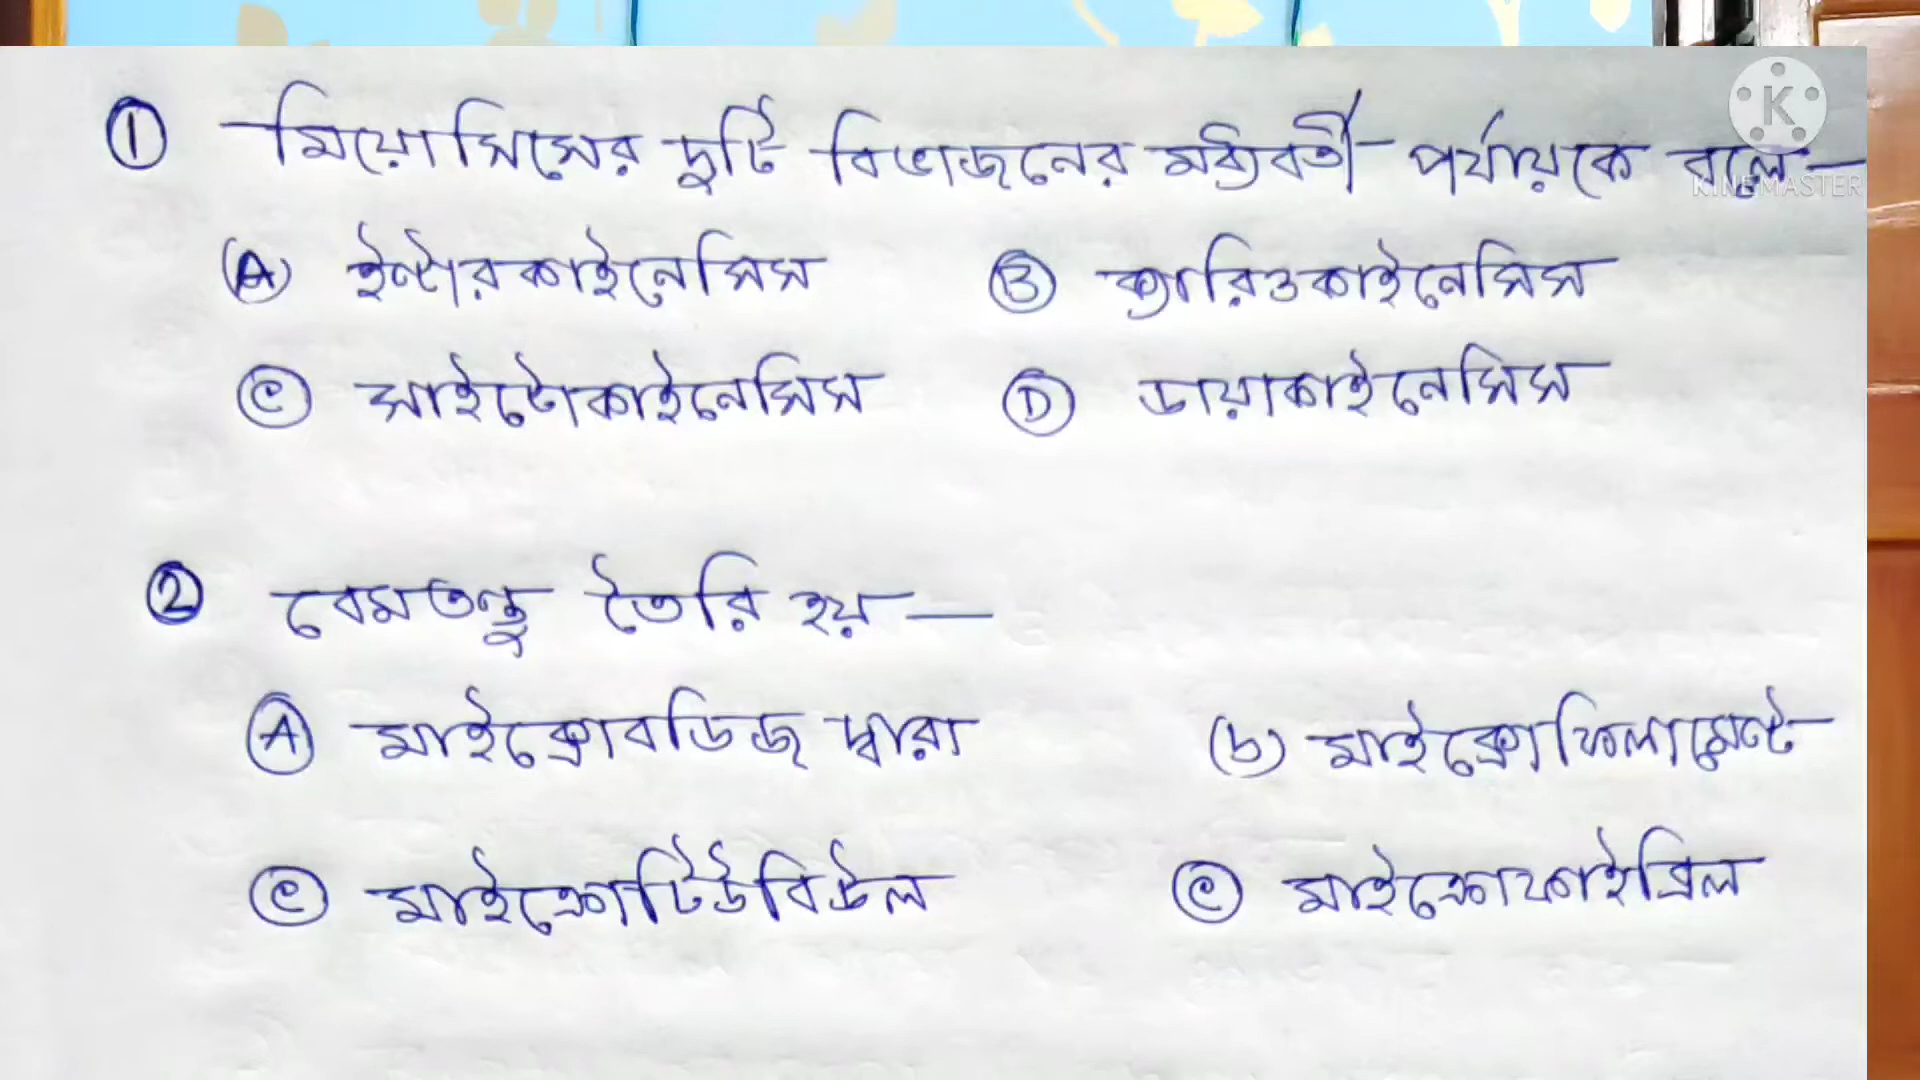 ① মিয়োসিসের দুটি বিভাজনের মধ্যবর্তী পর্যায়কে বলে-
(A) ইন্টারকাইনেসিস Ⓑ ক্যারিওকাইনেসিস
Ⓒ সাইটোকাইনেসিস Ⓓ ডায়াকাইনেসিস
② বেমতন্তু তৈরি হয় —
Ⓐ মাইক্রোবডিজ দ্বারা (b) মাইক্রোফিলামেন্ট
Ⓒ মাইক্রোটিউবিউল Ⓒ মাইক্রোফাইব্রিল
K
KINEMASTER